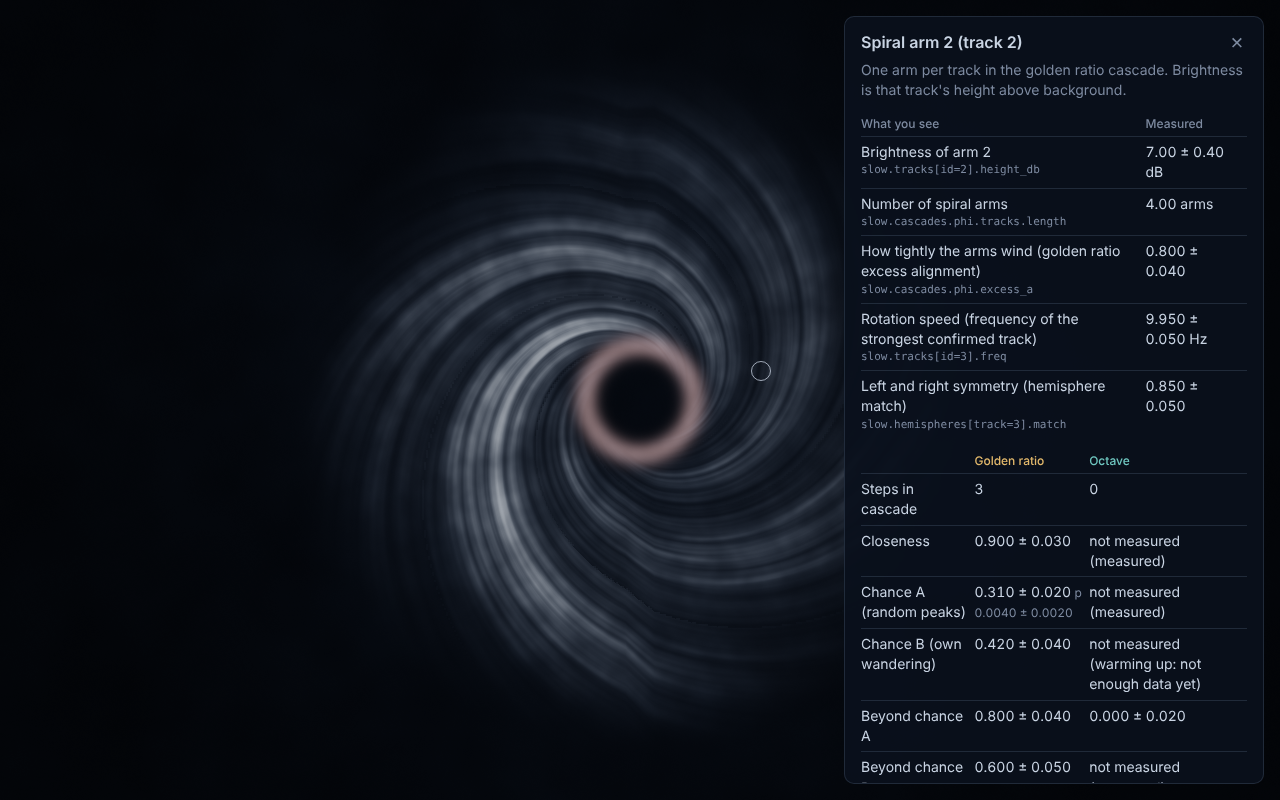 Spiral arm 2 (track 2)
One arm per track in the golden ratio cascade. Brightness
is that track's height above background.
What you see Measured
Brightness of arm 2 7.00 ± 0.40
dB
slow.tracks[id=2].height_db
Number of spiral arms 4.00 arms
slow.cascades.phi.tracks.length
How tightly the arms wind (golden ratio 0.800 ±
excess alignment) 0.040
slow.cascades.phi.excess_a
Rotation speed (frequency of the 9.950 ±
strongest confirmed track) 0.050 Hz
slow.tracks[id=3].freq
Left and right symmetry (hemisphere 0.850 ±
match) 0.050
slow.hemispheres[track=3].match
Golden ratio Octave
Steps in 3 0
cascade
Closeness 0.900 ± 0.030 not measured
(measured)
Chance A 0.310 ± 0.020 p not measured
(random peaks) 0.0040 ± 0.0020 (measured)
Chance B (own 0.420 ± 0.040 not measured
wandering) (warming up: not
enough data yet)
Beyond chance 0.800 ± 0.040 0.000 ± 0.020
A
Beyond chance 0.600 ± 0.050 not measured